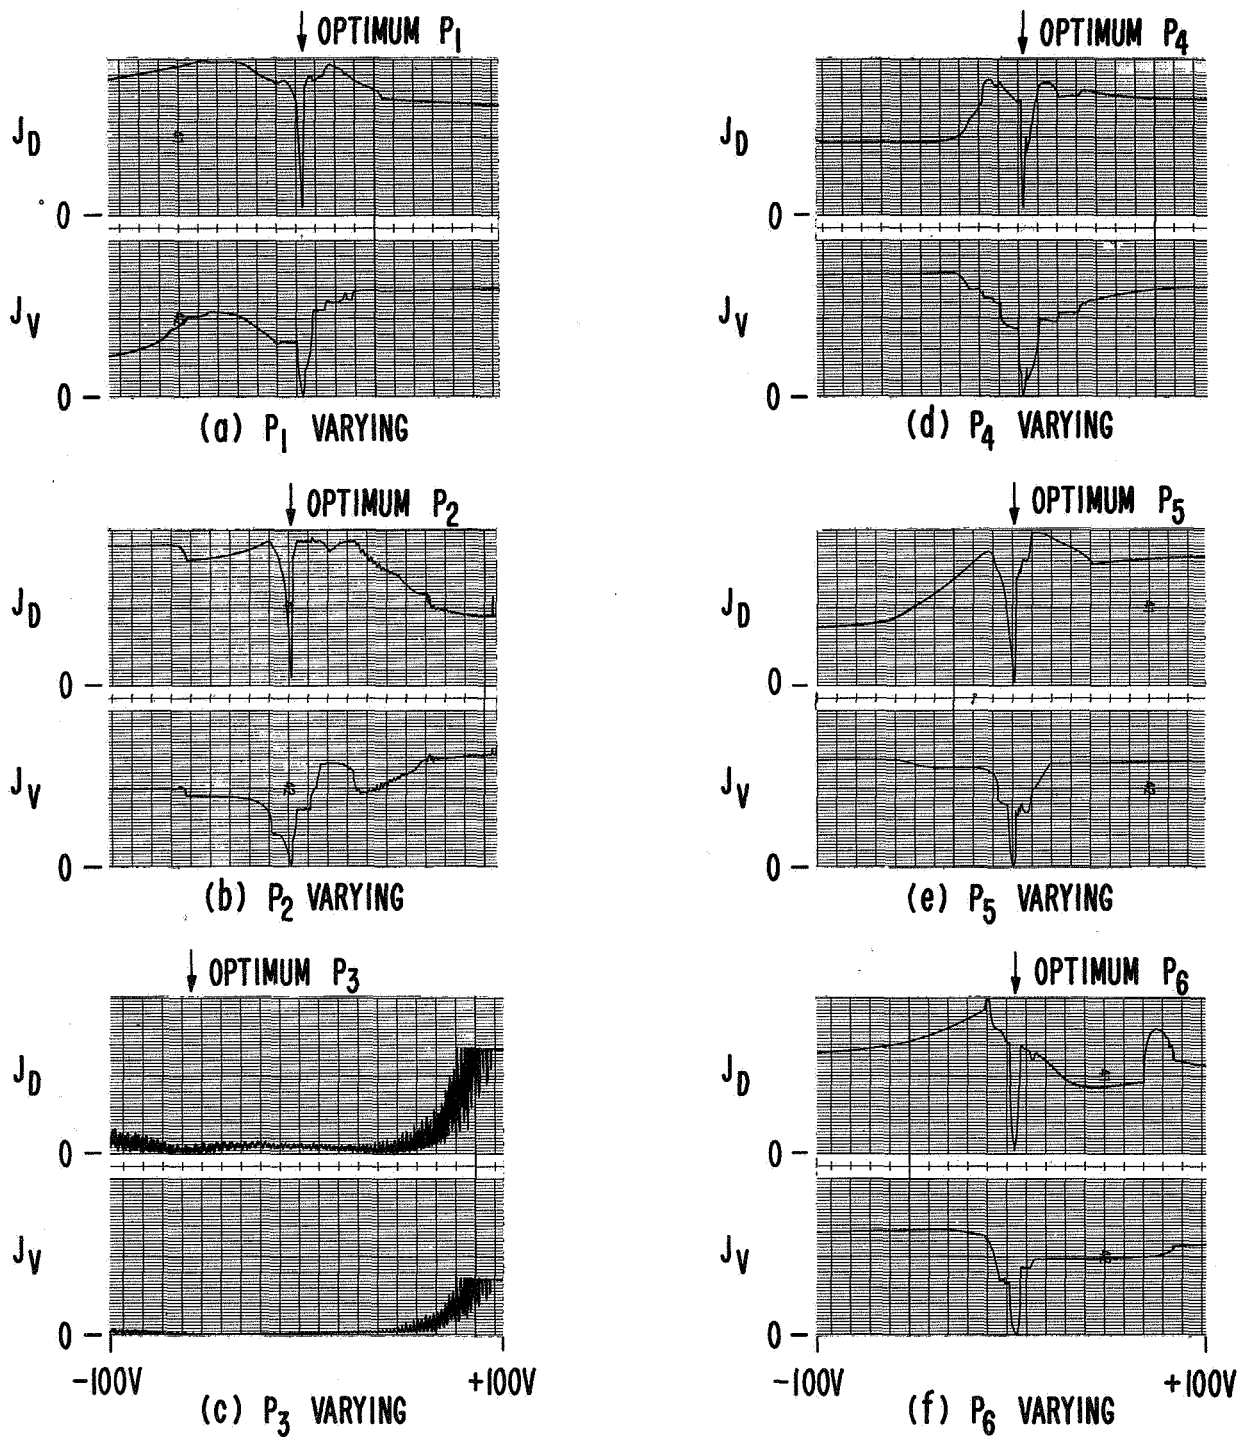 OPTIMUM P1
JD
0
JV
0
(a) P1 VARYING
OPTIMUM P2
JD
0
JV
0
(b) P2 VARYING
OPTIMUM P3
JD
0
JV
0
-100V +100V
(c) P3 VARYING
OPTIMUM P4
JD
0
JV
0
(d) P4 VARYING
OPTIMUM P5
JD
0
JV
0
(e) P5 VARYING
OPTIMUM P6
JD
0
JV
0
-100V +100V
(f) P6 VARYING